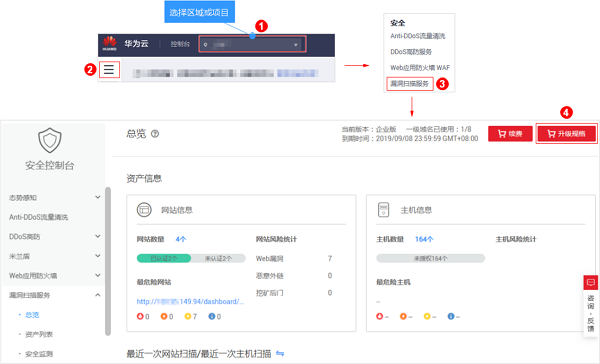 选择区域或项目
1
HUAWEI
华为云
控制台
2
安全
Anti-DDoS流量清洗
DDoS高防服务
Web应用防火墙 WAF
漏洞扫描服务
3
4
安全控制台
态势感知
Anti-DDoS流量清洗
DDoS高防
米兰盾
Web应用防火墙
漏洞扫描服务
总览
资产列表
安全监测
总览
当前版本：企业版 一级域名已使用：1/8
到期时间：2019/09/08 23:59:59 GMT+08:00
续费
升级规格
资产信息
网站信息
网站数量 4个
网站风险统计
已认证2个 未认证2个
Web漏洞 7
恶意外链 0
挖矿后门 0
最危险网站
http:// .149.94/dashboard/...
0 0 7 0
主机信息
主机数量 164个
主机风险统计
未授权164个
最危险主机
--
-- -- -- --
最近一次网站扫描/最近一次主机扫描
咨询·反馈